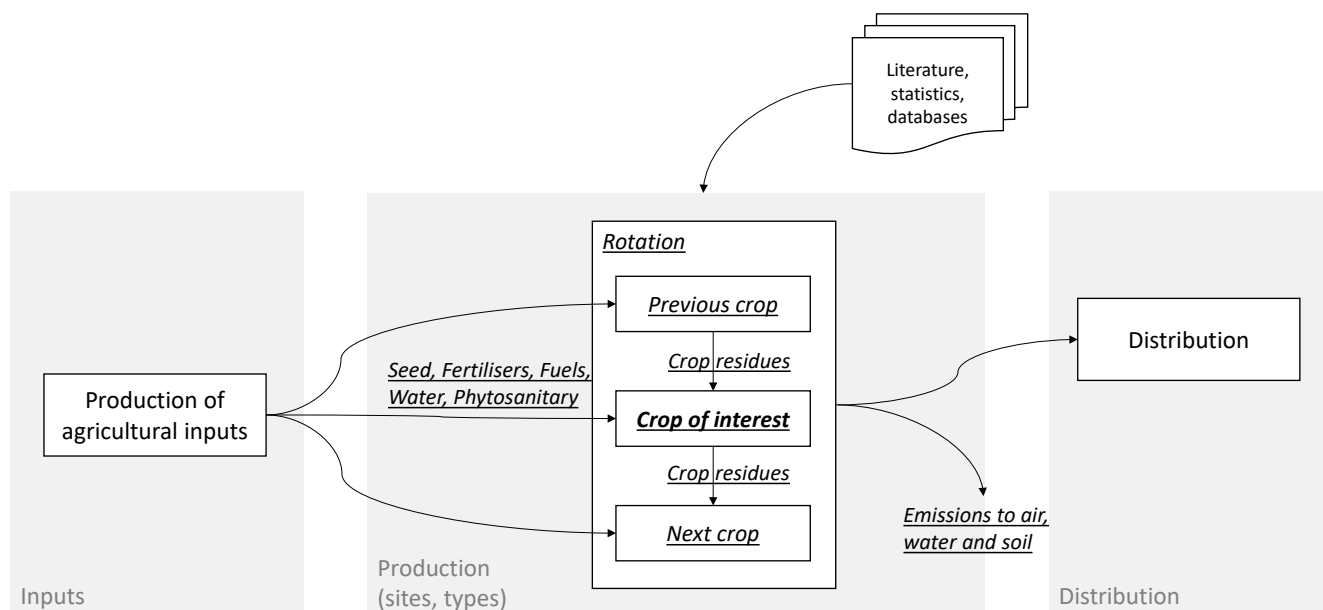 Literature,
statistics,
databases
Rotation
Previous crop
Crop residues
Seed, Fertilisers, Fuels,
Water, Phytosanitary
Production of
agricultural inputs
Crop of interest
Crop residues
Next crop
Distribution
Emissions to air,
water and soil
Inputs
Production
(sites, types)
Distribution